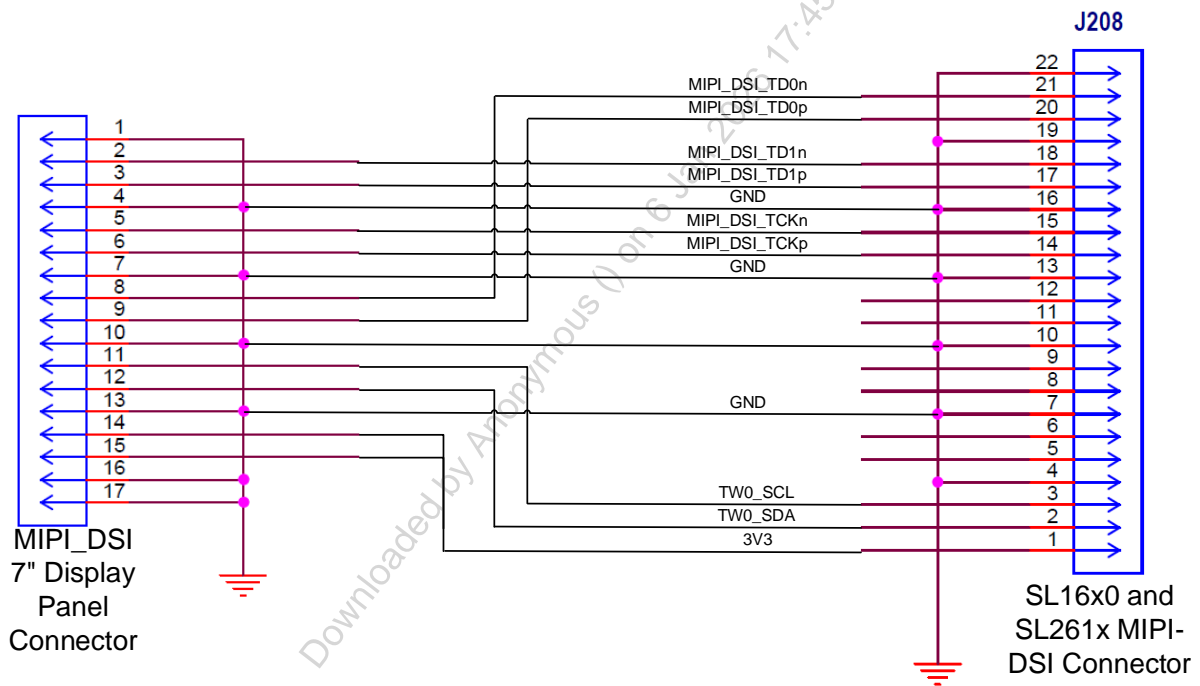 J208
22
21
20
19
18
17
16
15
14
13
12
11
10
9
8
7
6
5
4
3
2
1
MIPI_DSI_TD0n
MIPI_DSI_TD0p
MIPI_DSI_TD1n
MIPI_DSI_TD1p
GND
MIPI_DSI_TCKn
MIPI_DSI_TCKp
GND
GND
TW0_SCL
TW0_SDA
3V3
1
2
3
4
5
6
7
8
9
10
11
12
13
14
15
16
17
MIPI_DSI
7" Display
Panel
Connector
SL16x0 and
SL261x MIPI-
DSI Connector
Downloaded by Anonymous () on 6 Jan 2026 17:45